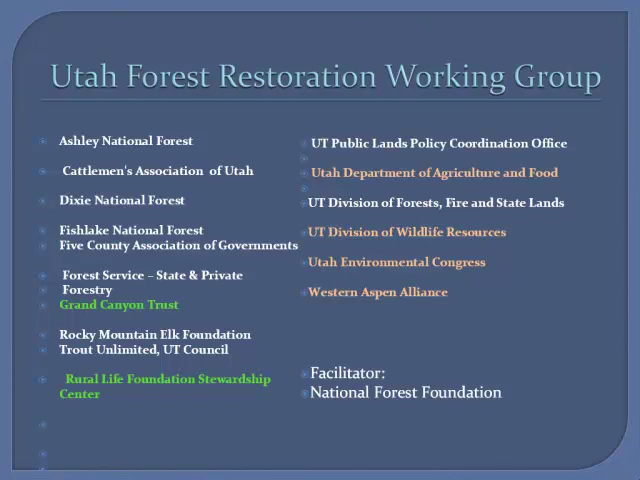 Utah Forest Restoration Working Group
Ashley National Forest
Cattlemen's Association of Utah
Dixie National Forest
Fishlake National Forest
Five County Association of Governments
Forest Service – State & Private
Forestry
Grand Canyon Trust
Rocky Mountain Elk Foundation
Trout Unlimited, UT Council
Rural Life Foundation Stewardship
Center
UT Public Lands Policy Coordination Office
Utah Department of Agriculture and Food
UT Division of Forests, Fire and State Lands
UT Division of Wildlife Resources
Utah Environmental Congress
Western Aspen Alliance
Facilitator:
National Forest Foundation